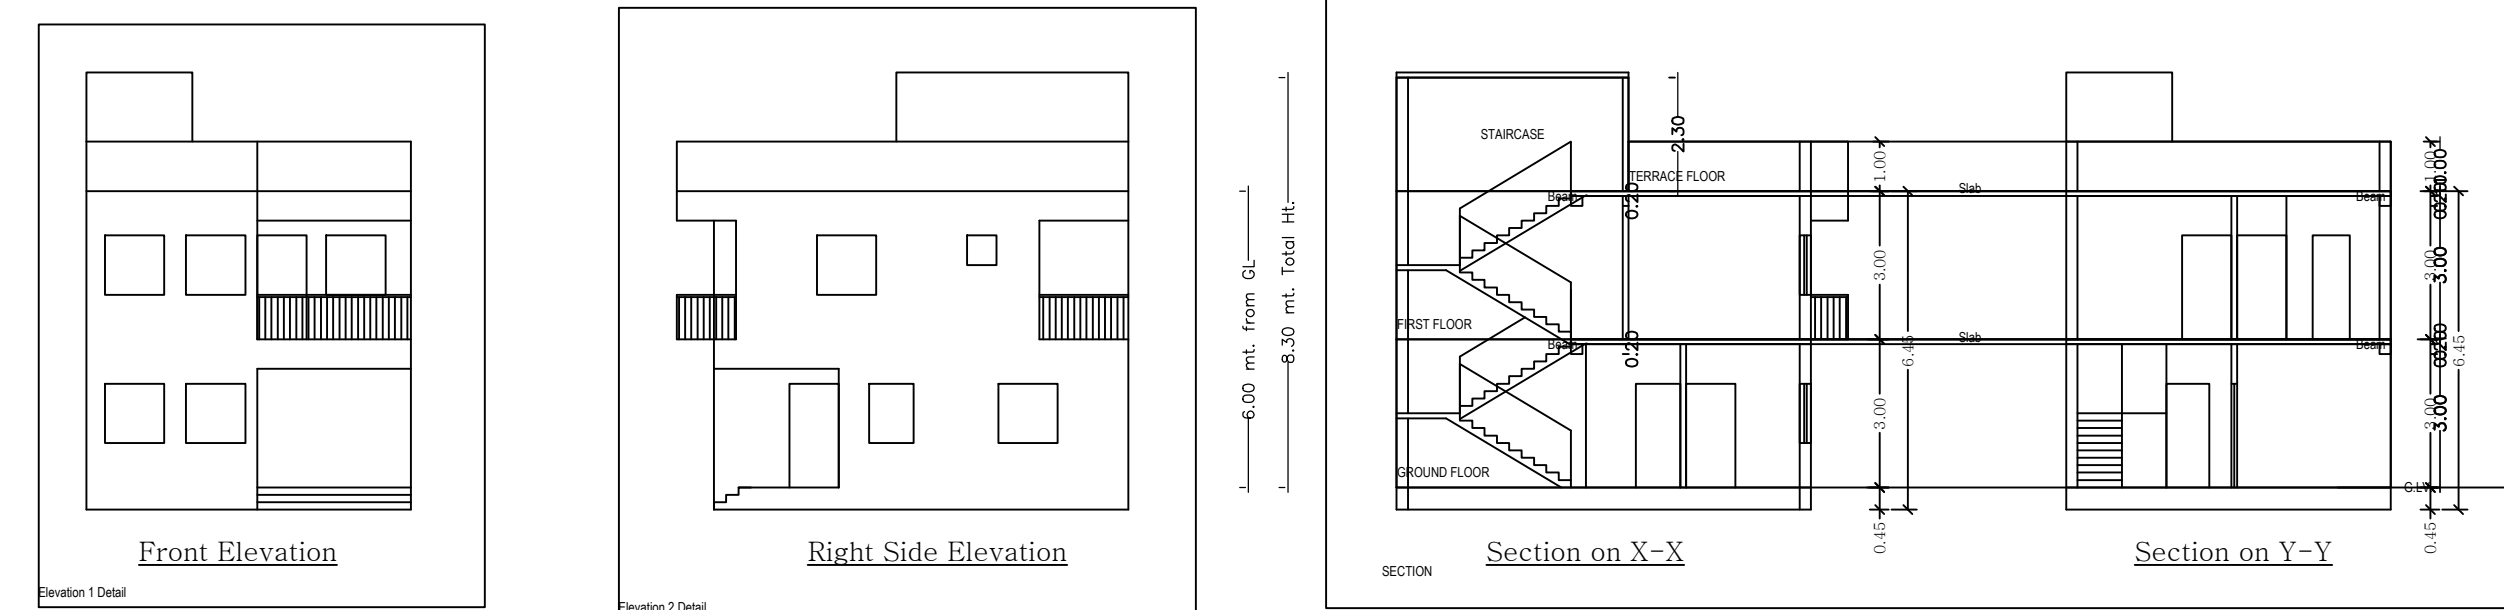 Front Elevation
Elevation 1 Detail
Right Side Elevation
Elevation 2 Detail
6.00 mt. from GL
8.30 mt. Total Ht.
STAIRCASE
2.30
TERRACE FLOOR
Beam
0.20
FIRST FLOOR
Beam
0.20
GROUND FLOOR
1.00
3.00
3.00
0.45
6.45
Slab
Slab
Section on X-X
SECTION
Beam
Beam
1.00
1.00
3.00
3.00
3.00
3.00
6.45
0.45
Section on Y-Y